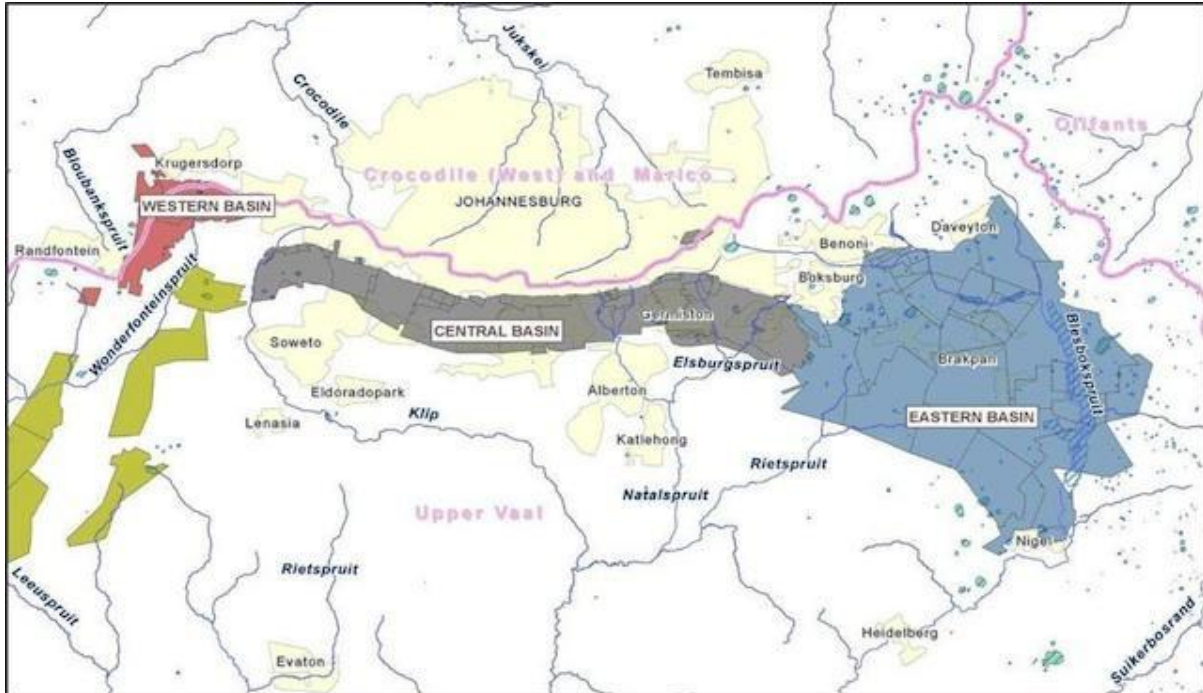 Jukskei
Tembisa
Crocodile
Olifants
Bloubankspruit
Krugersdorp
Crocodile (West) and Marico
WESTERN BASIN
JOHANNESBURG
Daveyton
Randfontein
Benoni
Boksburg
Wonderfonteinspruit
Germiston
CENTRAL BASIN
Soweto
Blesbokspruit
Elsburgspruit
Brakpan
Eldoradopark
Alberton
Klip
EASTERN BASIN
Lenasia
Katlehong
Rietspruit
Natalspruit
Upper Vaal
Nigel
Leeuspruit
Rietspruit
Heidelberg
Suikerbosrand
Evaton